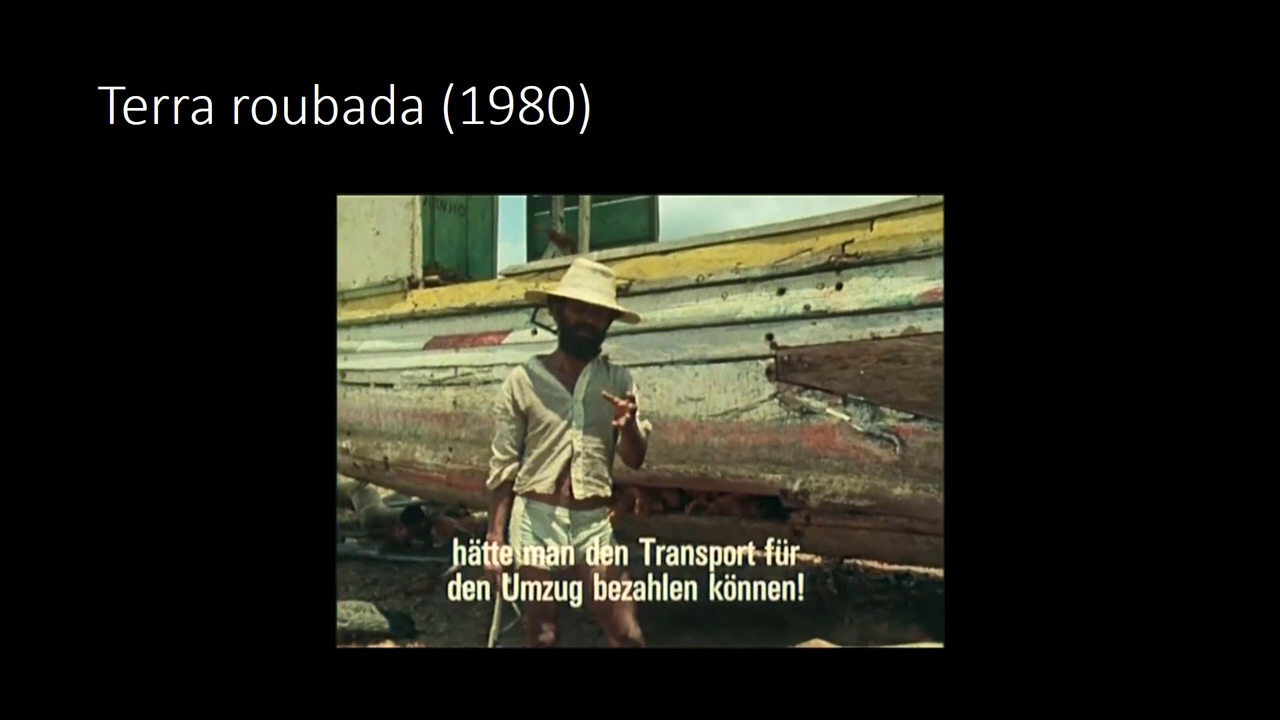 Terra roubada (1980)
hätte man den Transport für
den Umzug bezahlen können!